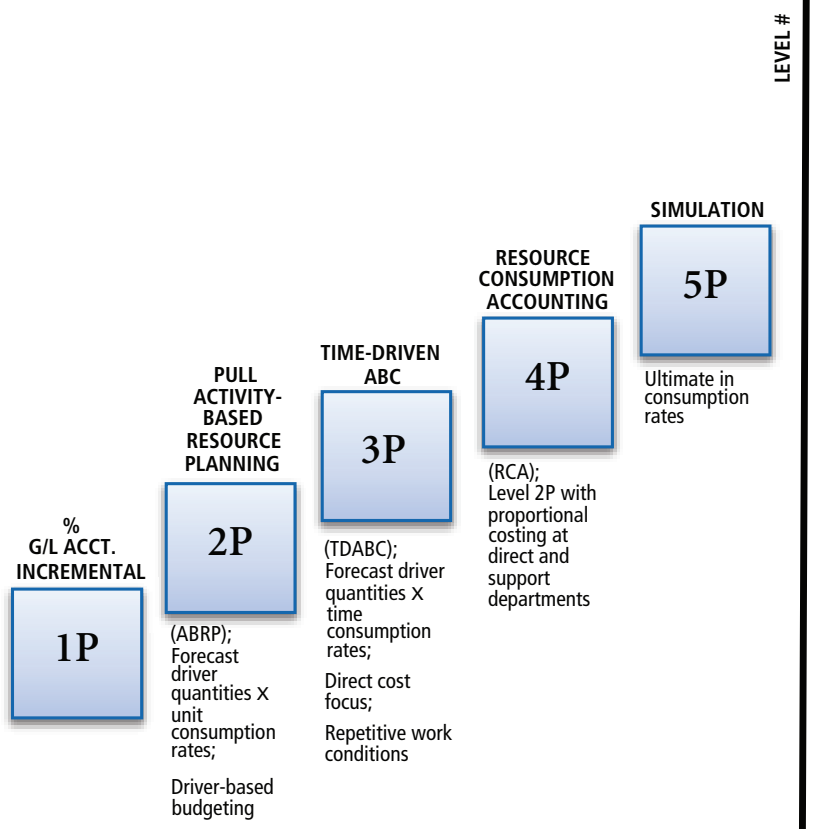 LEVEL #
SIMULATION
5P
Ultimate in
consumption
rates
RESOURCE
CONSUMPTION
ACCOUNTING
4P
(RCA);
Level 2P with
proportional
costing at
direct and
support
departments
TIME-DRIVEN
ABC
3P
(TDABC);
Forecast driver
quantities X
time
consumption
rates;
Direct cost
focus;
Repetitive work
conditions
PULL
ACTIVITY-
BASED
RESOURCE
PLANNING
2P
(ABRP);
Forecast
driver
quantities X
unit
consumption
rates;
Driver-based
budgeting
%
G/L ACCT.
INCREMENTAL
1P